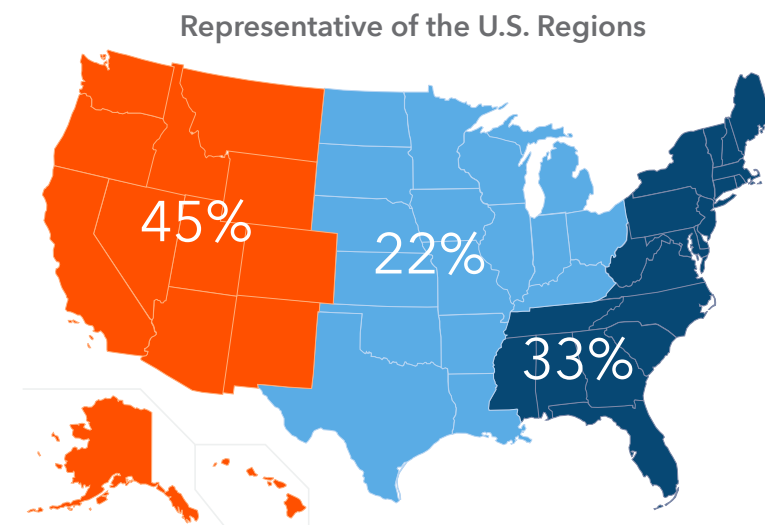 Representative of the U.S. Regions
45%
22%
33%